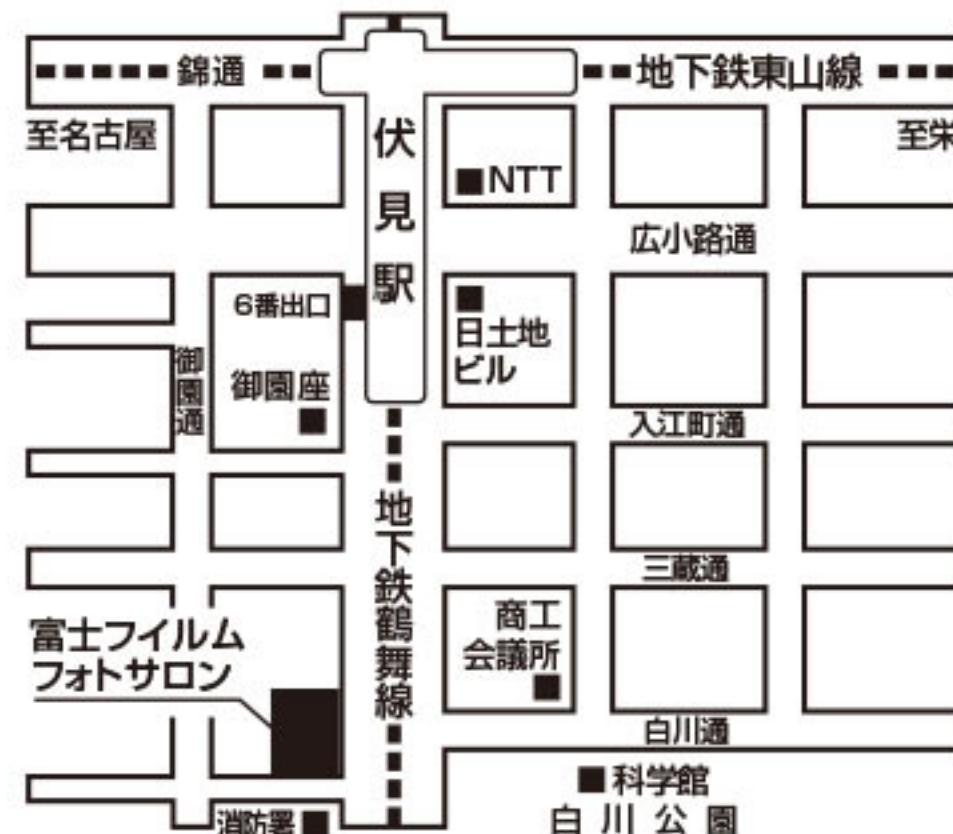 錦通
地下鉄東山線
至名古屋
至栄
伏見駅
■NTT
広小路通
6番出口
日土地
ビル
御園通
御園座
入江町通
地下鉄鶴舞線
三蔵通
商工
会議所
富士フイルム
フォトサロン
白川通
■科学館
白川公園
消防署